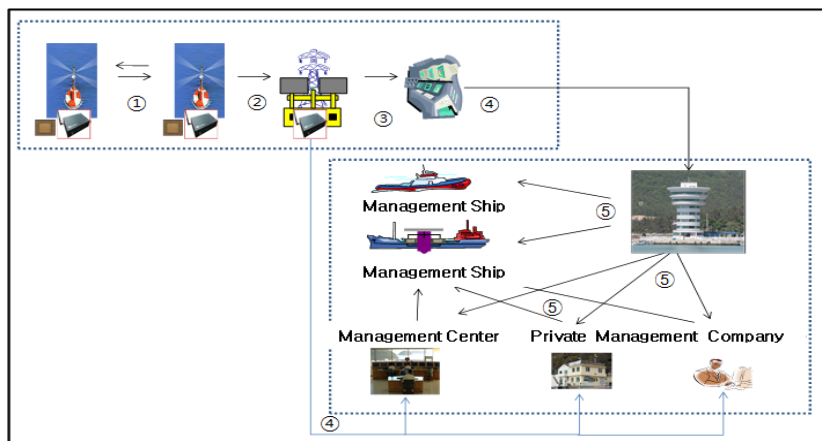 ① ② ③ ④
Management Ship
⑤
Management Ship
⑤ ⑤
Management Center Private Management Company
④